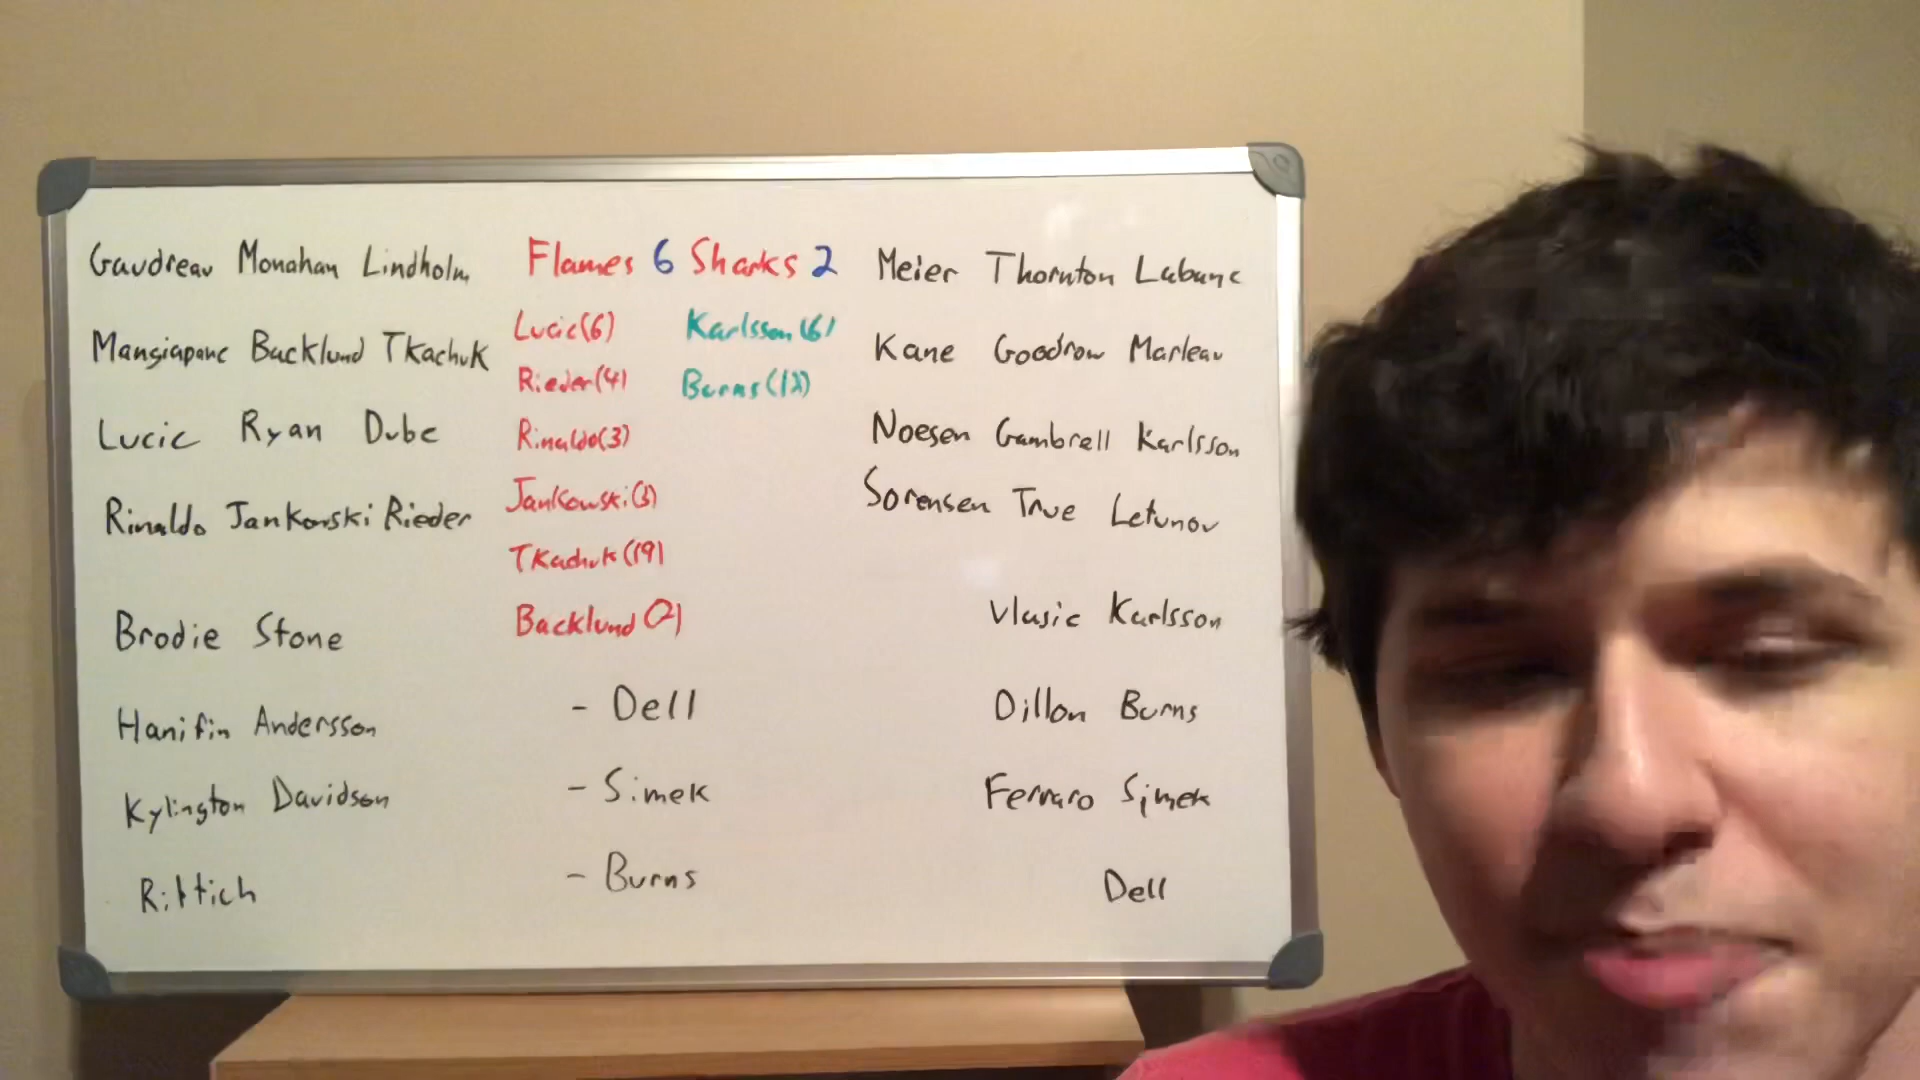 Gaudreau Monahan Lindholm
Mangiapane Backlund Tkachuk
Lucic Ryan Dube
Rinaldo Jankowski Rieder
Brodie Stone
Hanifin Andersson
Kylington Davidson
Rittich
Flames 6 Sharks 2
Lucic(6) Karlsson(6)
Rieder(4) Burns(12)
Rinaldo(3)
Jankowski(3)
Tkachuk(19)
Backlund
- Dell
- Simek
- Burns
Meier Thornton Labanc
Kane Goodrow Marleau
Noesen Gambrell Karlsson
Sorensen True Letunov
Vlasic Karlsson
Dillon Burns
Ferraro Simek
Dell